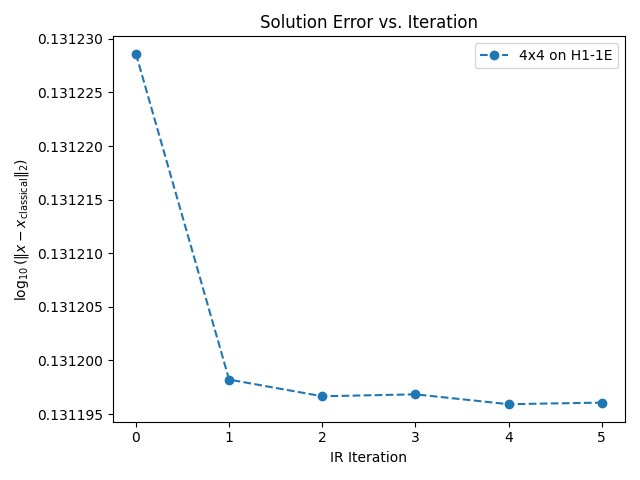 Solution Error vs. Iteration
4x4 on H1-1E
log₁₀(‖x − x_classical‖₂)
0.131230
0.131225
0.131220
0.131215
0.131210
0.131205
0.131200
0.131195
0 1 2 3 4 5
IR Iteration